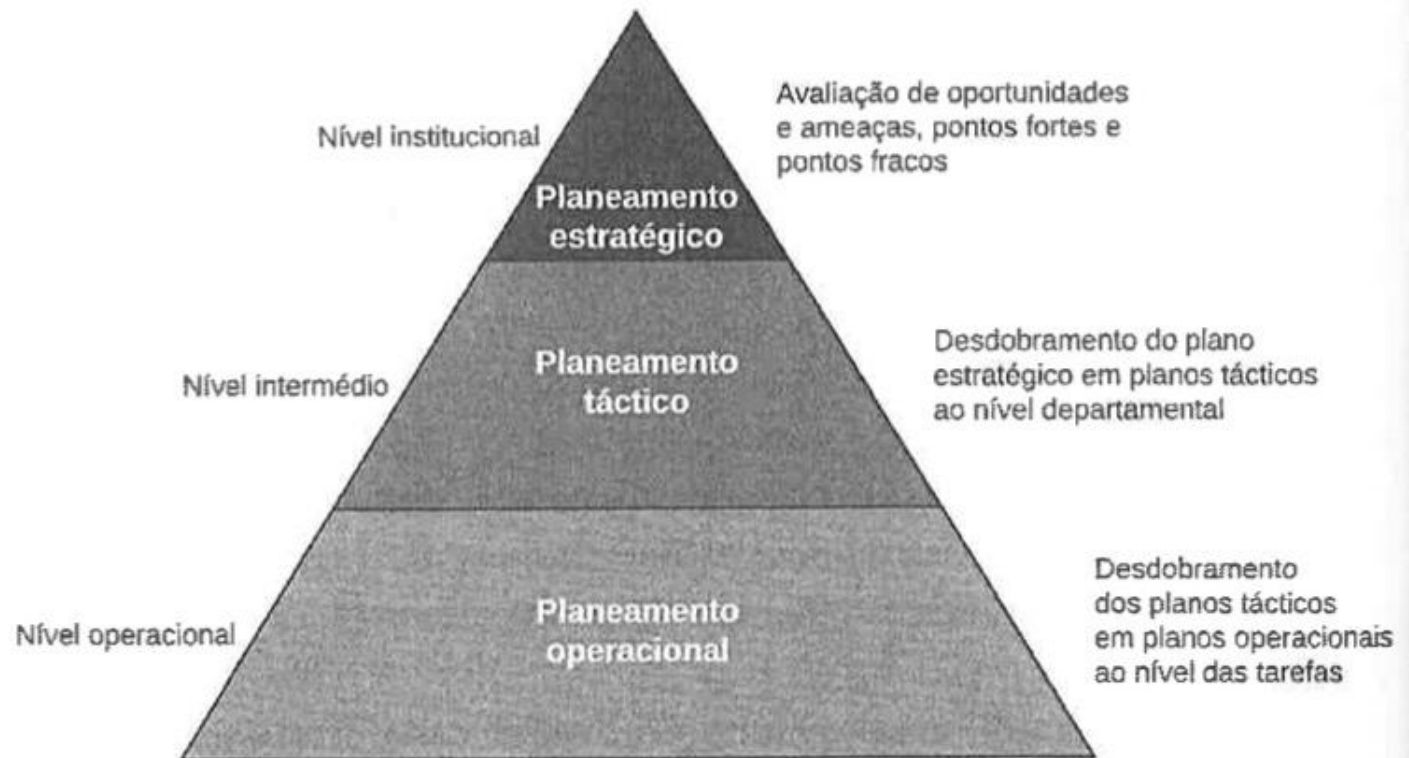 Nível institucional
Avaliação de oportunidades
e ameaças, pontos fortes e
pontos fracos
Planeamento
estratégico
Nível intermédio
Planeamento
táctico
Desdobramento do plano
estratégico em planos tácticos
ao nível departamental
Nível operacional
Planeamento
operacional
Desdobramento
dos planos tácticos
em planos operacionais
ao nível das tarefas